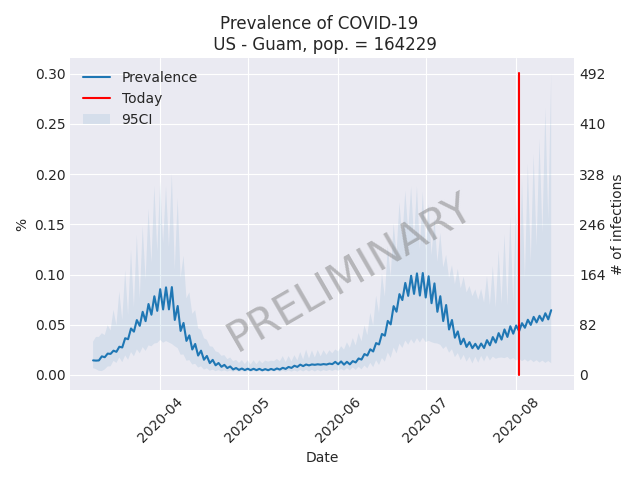 Prevalence of COVID-19
US - Guam, pop. = 164229
Prevalence
Today
95CI
PRELIMINARY
%
0.30
0.25
0.20
0.15
0.10
0.05
0.00
492
410
328
246
164
82
0
# of infections
2020-04
2020-05
2020-06
2020-07
2020-08
Date